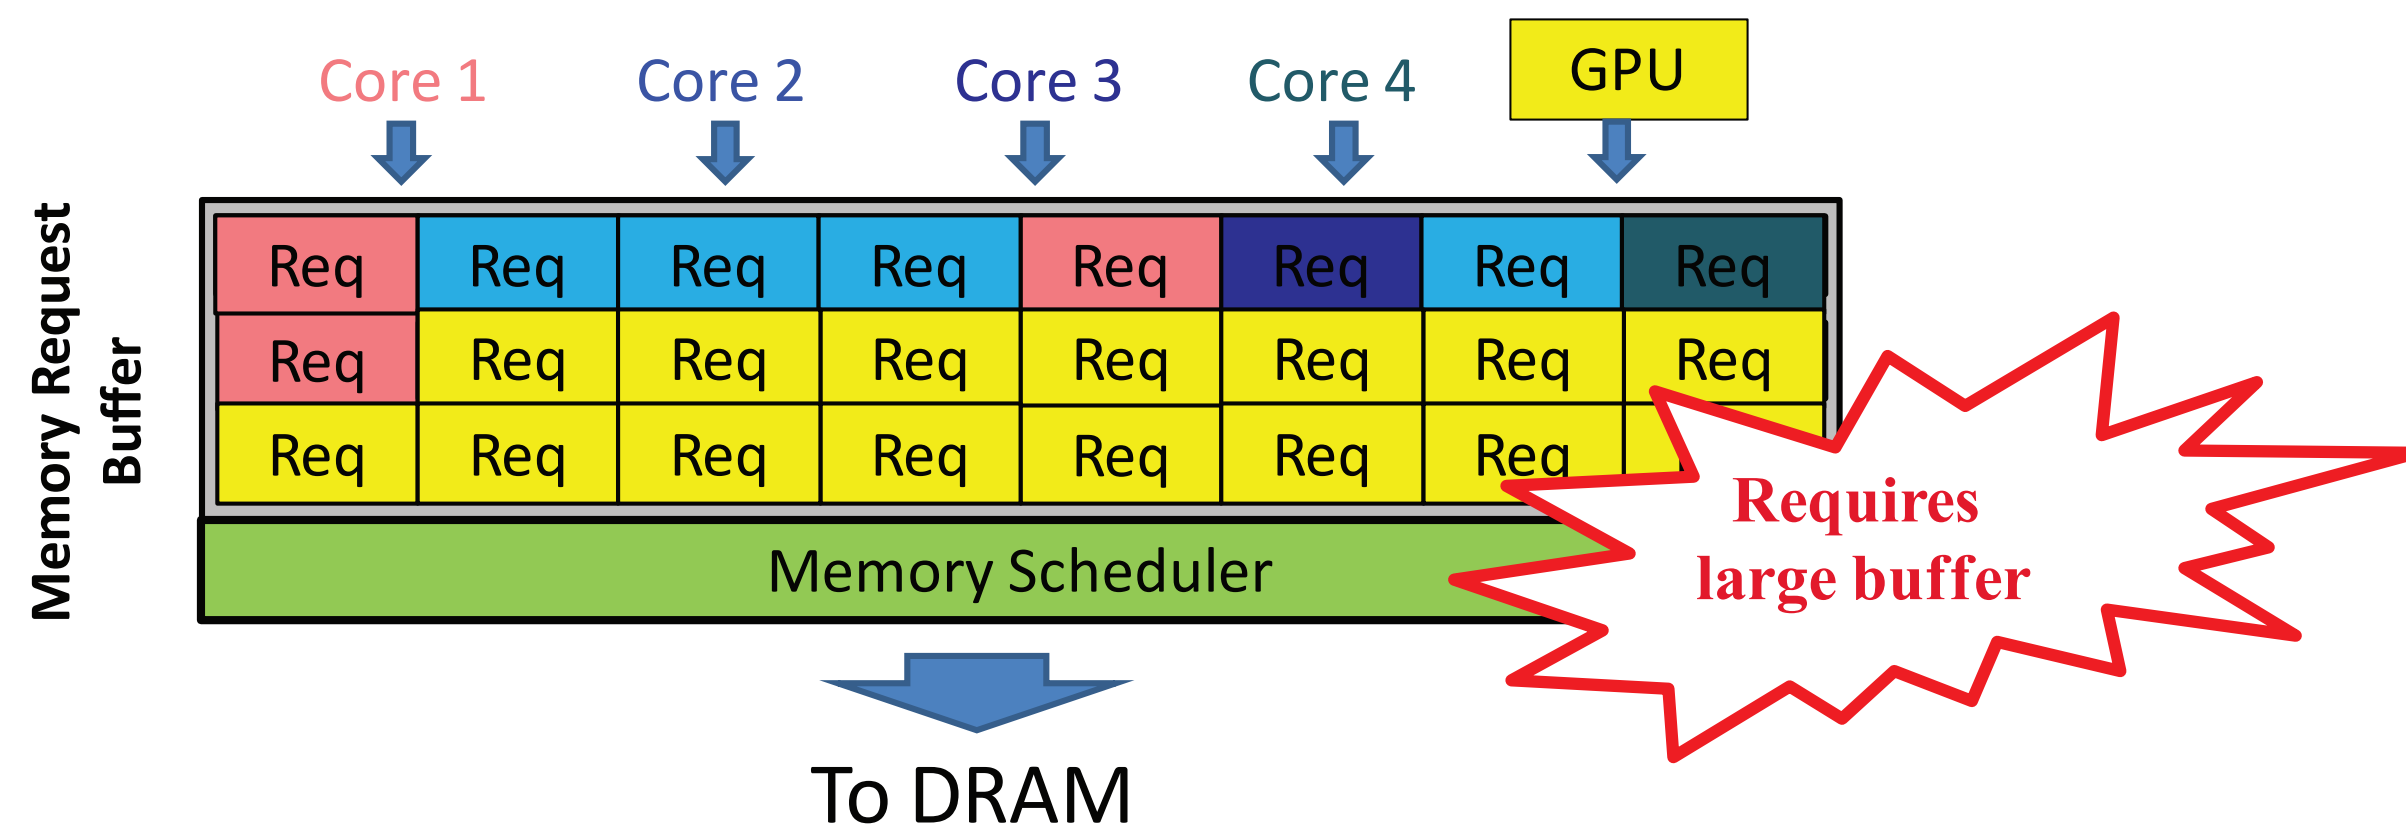 Core 1 Core 2 Core 3 Core 4 GPU
Memory Request
Buffer
Req Req Req Req Req Req Req Req
Req Req Req Req Req Req Req Req
Req Req Req Req Req Req Req
Requires
large buffer
Memory Scheduler
To DRAM